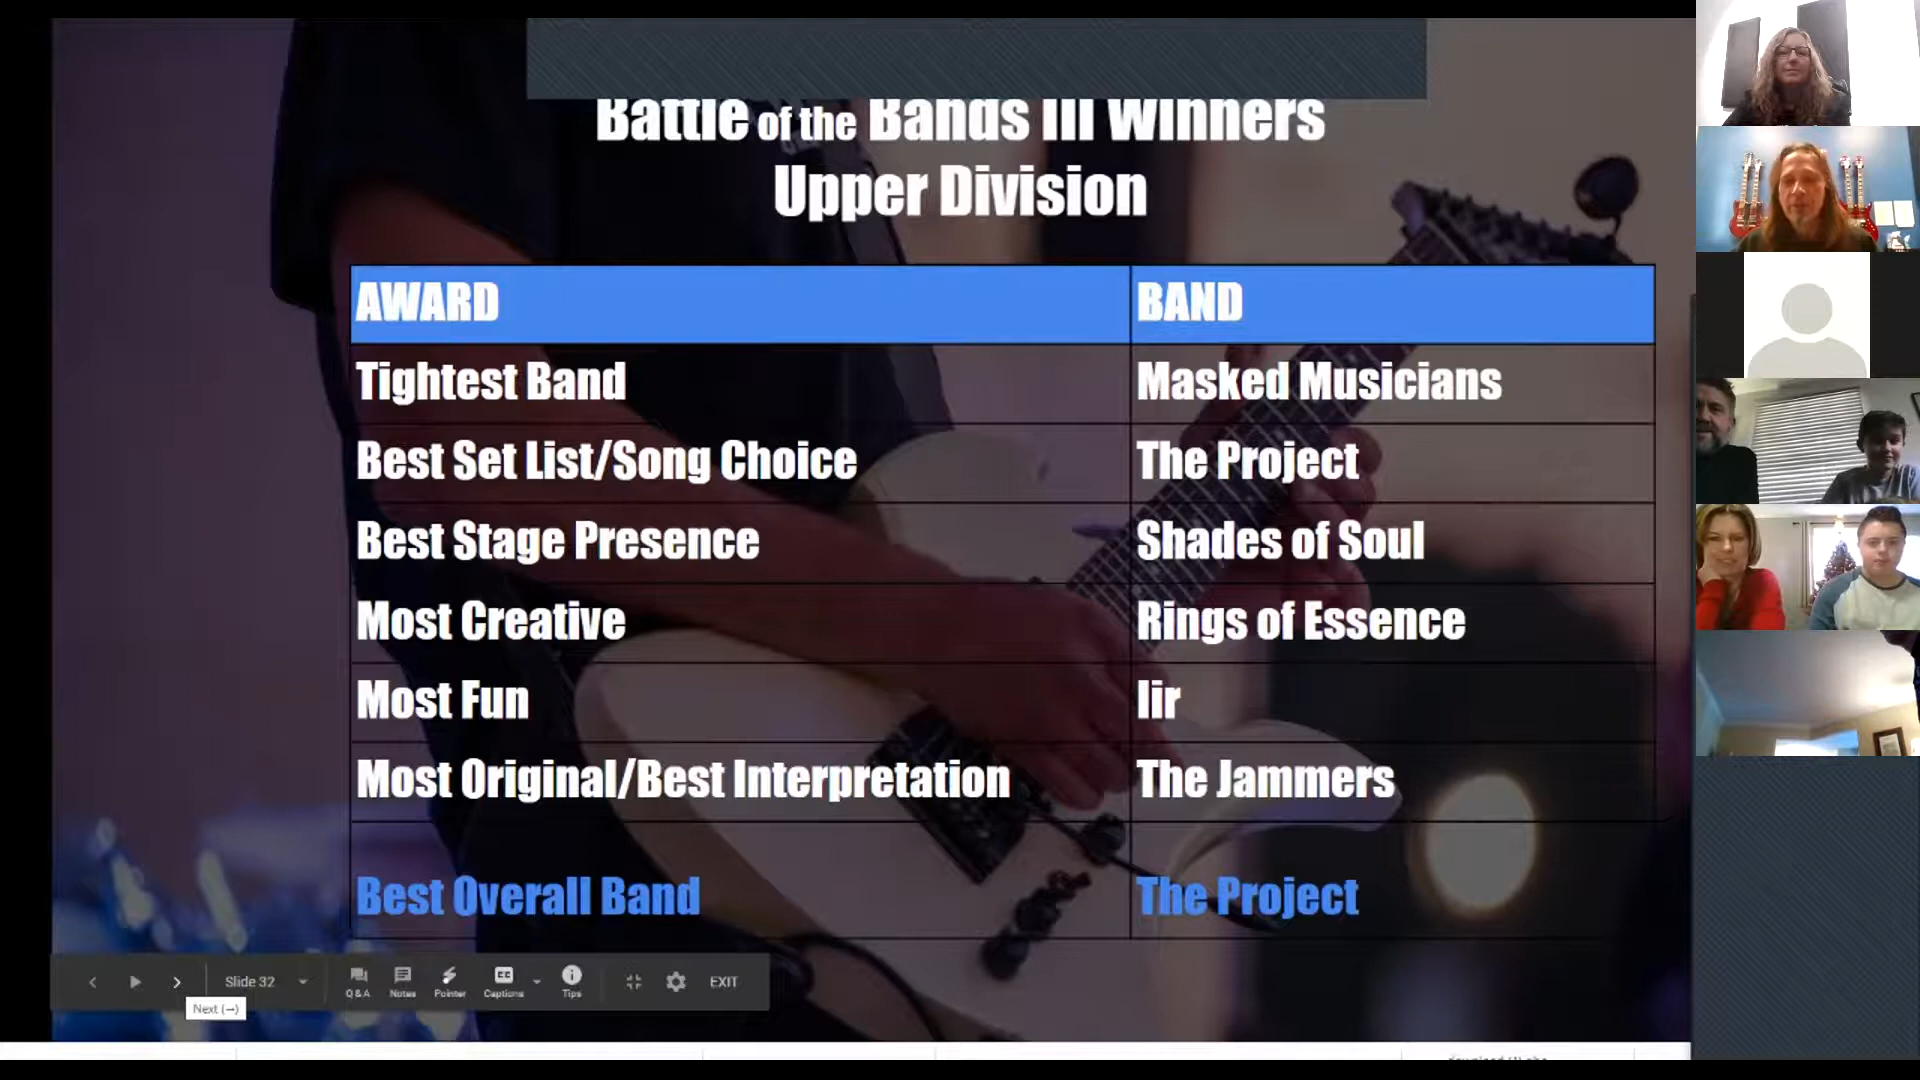 Battle of the Bands III Winners
Upper Division
AWARD BAND
Tightest Band Masked Musicians
Best Set List/Song Choice The Project
Best Stage Presence Shades of Soul
Most Creative Rings of Essence
Most Fun lir
Most Original/Best Interpretation The Jammers
Best Overall Band The Project
Slide 32 Q & A Notes Pointer Captions Tips EXIT
Next (→)